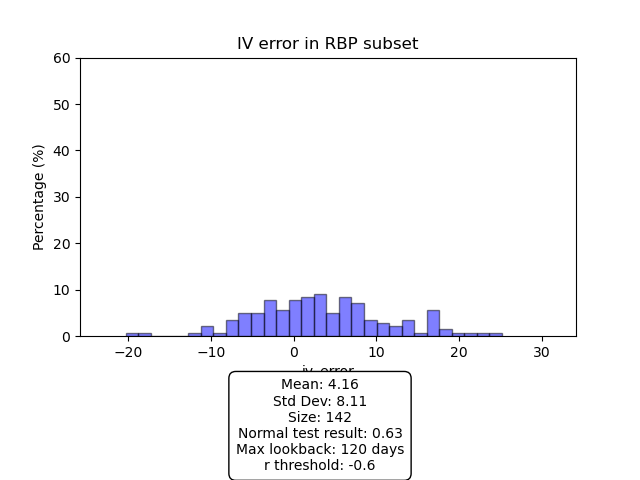 IV error in RBP subset
60
50
40
30
20
10
0
Percentage (%)
−20 −10 0 10 20 30
iv_error
Mean: 4.16
Std Dev: 8.11
Size: 142
Normal test result: 0.63
Max lookback: 120 days
r threshold: -0.6